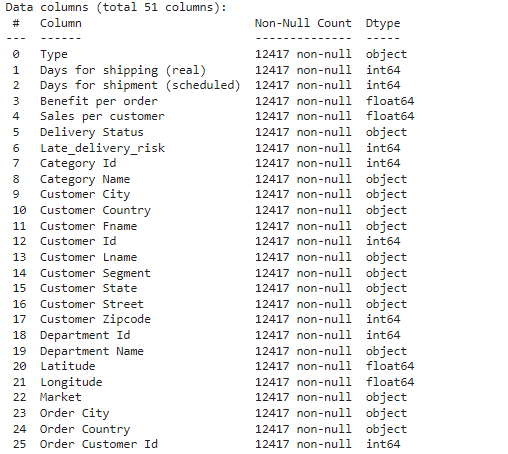 Data columns (total 51 columns):
 #   Column                         Non-Null Count  Dtype
---  ------                         --------------  -----
 0   Type                           12417 non-null  object
 1   Days for shipping (real)       12417 non-null  int64
 2   Days for shipment (scheduled)  12417 non-null  int64
 3   Benefit per order              12417 non-null  float64
 4   Sales per customer             12417 non-null  float64
 5   Delivery Status                12417 non-null  object
 6   Late_delivery_risk             12417 non-null  int64
 7   Category Id                    12417 non-null  int64
 8   Category Name                  12417 non-null  object
 9   Customer City                  12417 non-null  object
 10  Customer Country               12417 non-null  object
 11  Customer Fname                 12417 non-null  object
 12  Customer Id                    12417 non-null  int64
 13  Customer Lname                 12417 non-null  object
 14  Customer Segment               12417 non-null  object
 15  Customer State                 12417 non-null  object
 16  Customer Street                12417 non-null  object
 17  Customer Zipcode               12417 non-null  int64
 18  Department Id                  12417 non-null  int64
 19  Department Name                12417 non-null  object
 20  Latitude                       12417 non-null  float64
 21  Longitude                      12417 non-null  float64
 22  Market                         12417 non-null  object
 23  Order City                     12417 non-null  object
 24  Order Country                  12417 non-null  object
 25  Order Customer Id              12417 non-null  int64